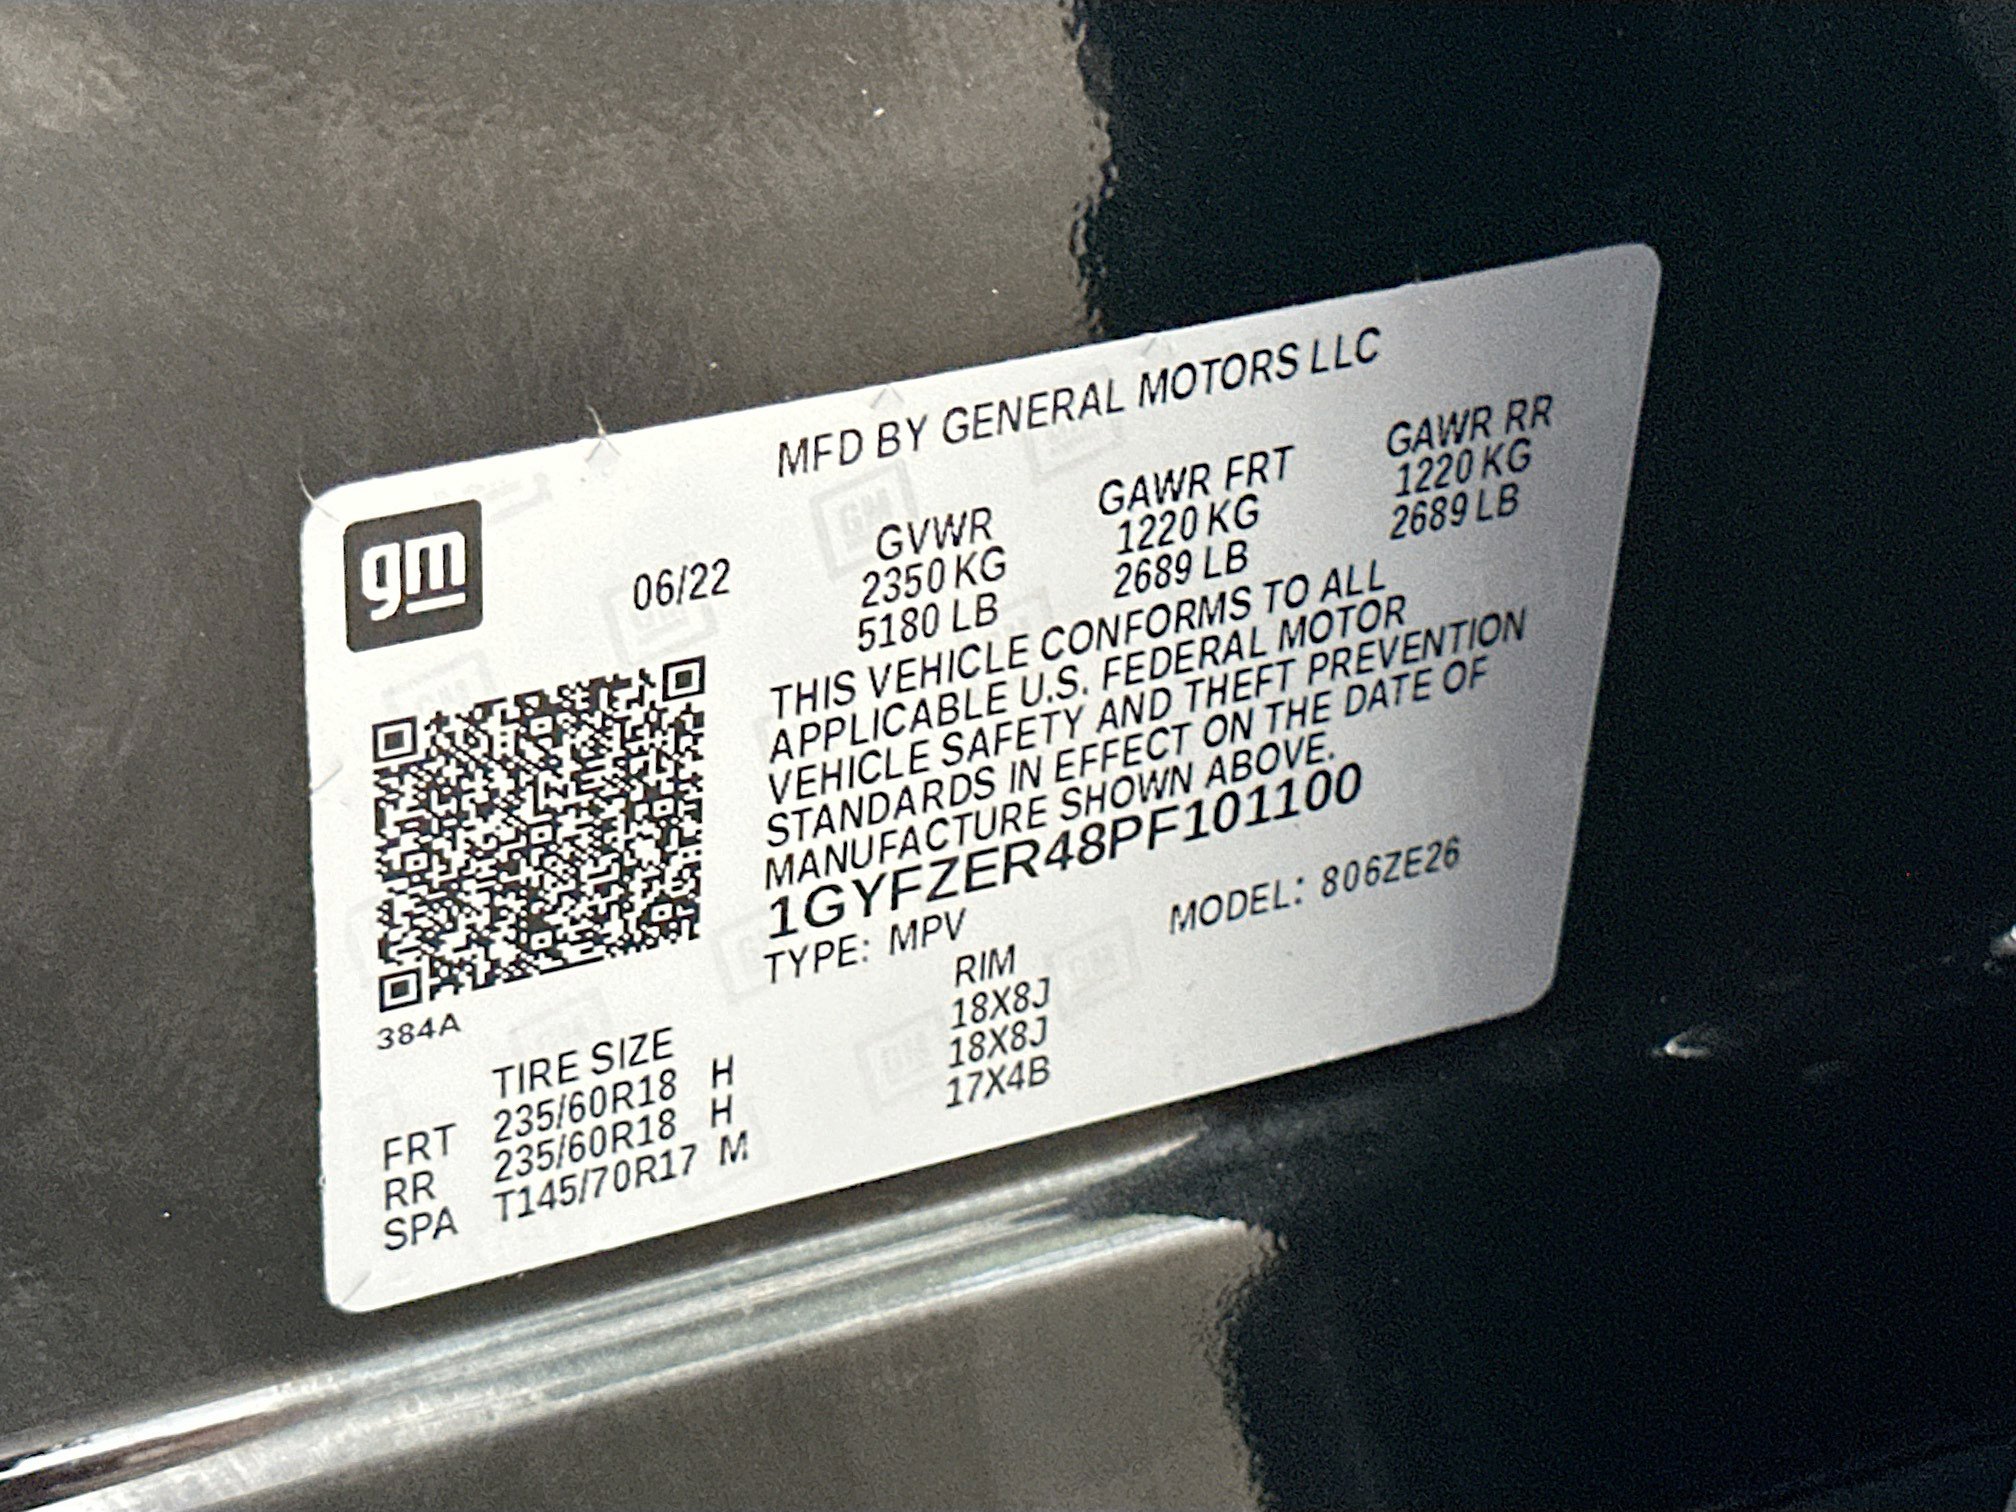 MFD BY GENERAL MOTORS LLC
gm
06/22
GVWR GAWR FRT GAWR RR
2350 KG 1220 KG 1220 KG
5180 LB 2689 LB 2689 LB
THIS VEHICLE CONFORMS TO ALL
APPLICABLE U.S. FEDERAL MOTOR
VEHICLE SAFETY AND THEFT PREVENTION
STANDARDS IN EFFECT ON THE DATE OF
MANUFACTURE SHOWN ABOVE.
1GYFZER48PF101100
TYPE: MPV MODEL: 806ZE26
384A
TIRE SIZE RIM
FRT 235/60R18 H 18X8J
RR 235/60R18 H 18X8J
SPA T145/70R17 M 17X4B